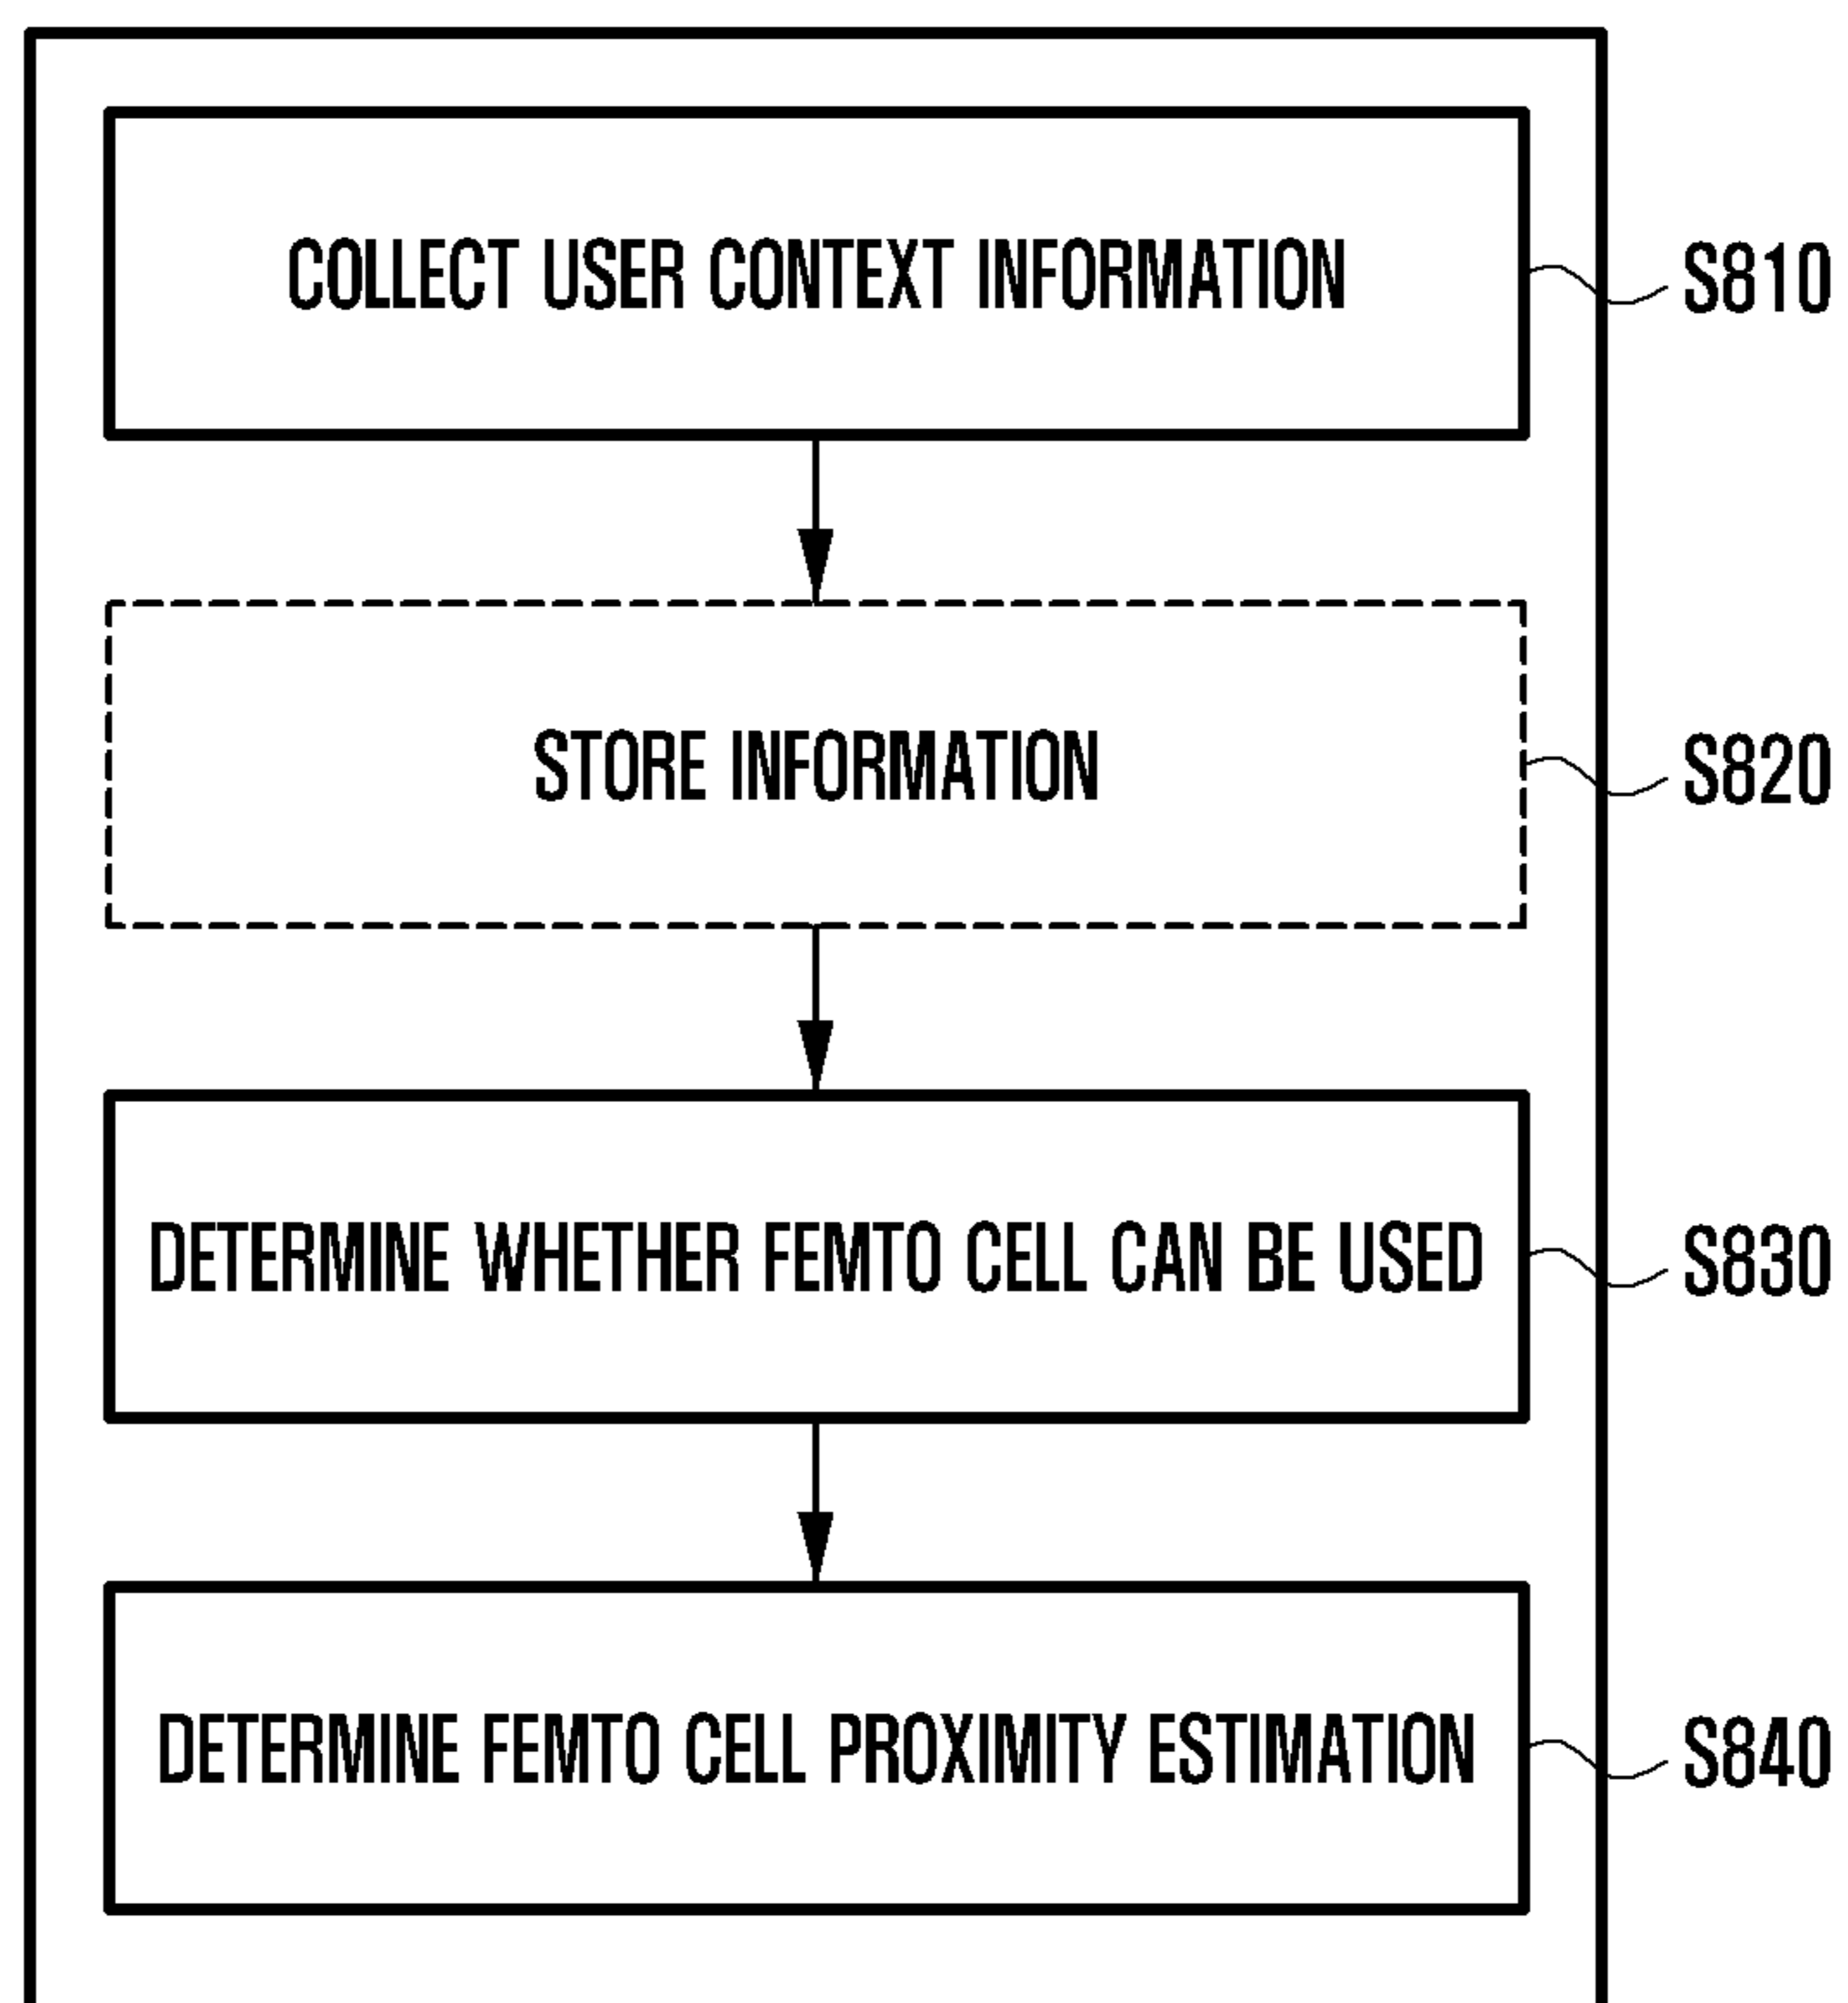 COLLECT USER CONTEXT INFORMATION
S810
STORE INFORMATION
S820
DETERMINE WHETHER FEMTO CELL CAN BE USED
S830
DETERMINE FEMTO CELL PROXIMITY ESTIMATION
S840